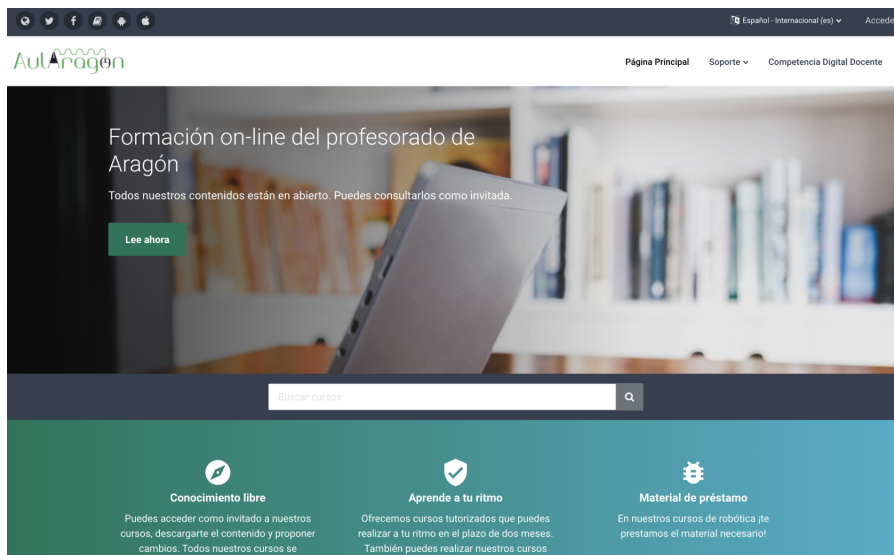 Español - Internacional (es)
Accede
AulAragón
Página Principal
Soporte
Competencia Digital Docente
Formación on-line del profesorado de
Aragón
Todos nuestros contenidos están en abierto. Puedes consultarlos como invitada.
Lee ahora
Buscar cursos
Conocimiento libre
Puedes acceder como invitado a nuestros
cursos, descargarte el contenido y proponer
cambios. Todos nuestros cursos se
Aprende a tu ritmo
Ofrecemos cursos tutorizados que puedes
realizar a tu ritmo en el plazo de dos meses.
También puedes realizar nuestros cursos
Material de préstamo
En nuestros cursos de robótica ¡te
prestamos el material necesario!